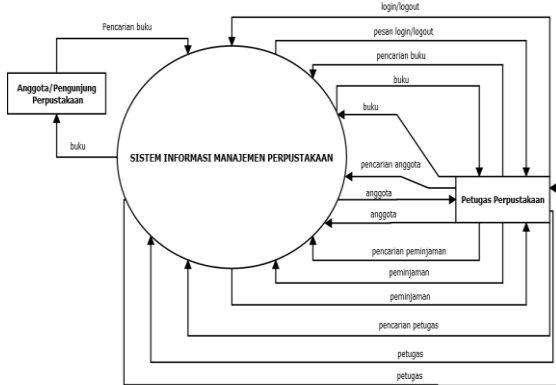 login/logout
pesan login/logout
Pencarian buku
pencarian buku
buku
buku
Anggota/Pengunjung
Perpustakaan
buku
SISTEM INFORMASI MANAJEMEN PERPUSTAKAAN
pencarian anggota
anggota
Petugas Perpustakaan
anggota
pencarian peminjaman
peminjaman
peminjaman
pencarian petugas
petugas
petugas